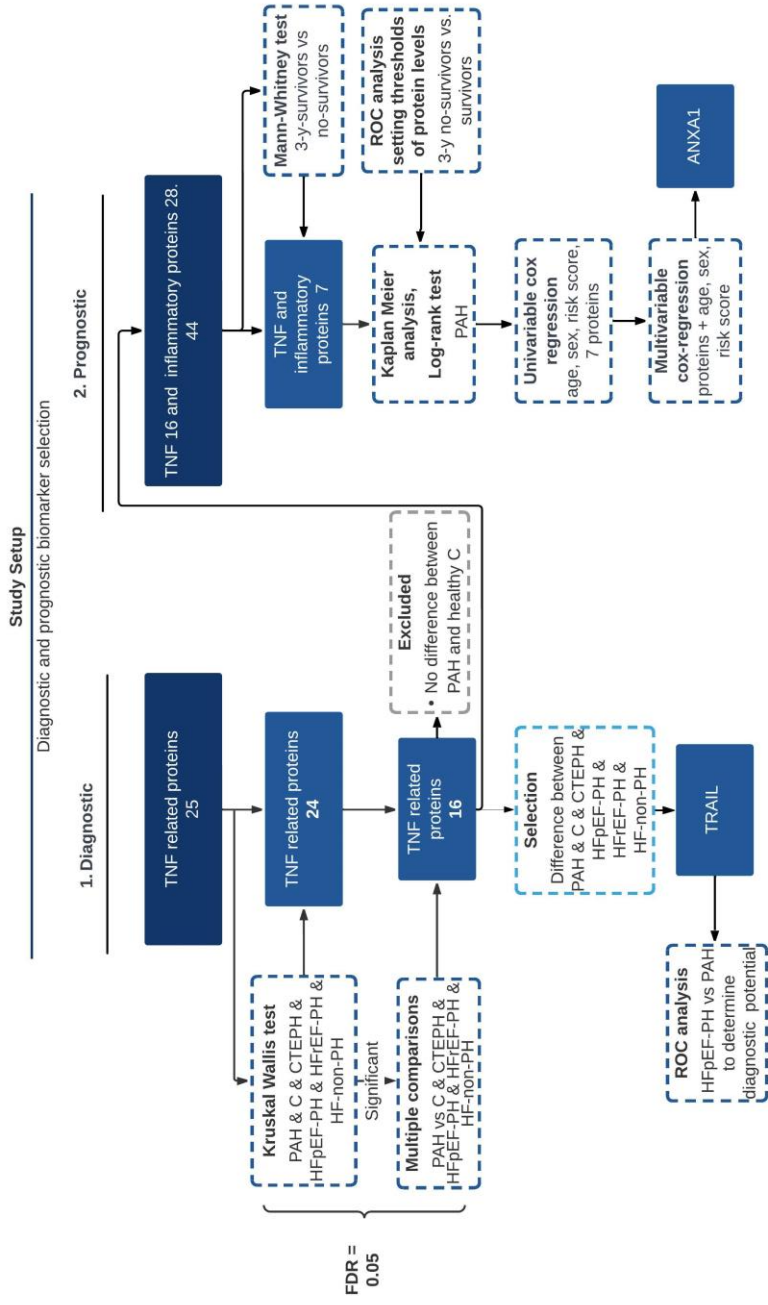 Study Setup
Diagnostic and prognostic biomarker selection
1. Diagnostic
TNF related proteins
25
Kruskal Wallis test
PAH & C & CTEPH &
HFpEF-PH & HFrEF-PH &
HF-non-PH
TNF related proteins
24
Significant
FDR =
0.05
Multiple comparisons
PAH vs C & CTEPH &
HFpEF-PH & HFrEF-PH &
HF-non-PH
TNF related
proteins
16
Excluded
• No difference between
PAH and healthy C
Selection
Difference between
PAH & C & CTEPH &
HFpEF-PH &
HFrEF-PH &
HF-non-PH
TRAIL
ROC analysis
HFpEF-PH vs PAH
to determine
diagnostic potential
2. Prognostic
TNF 16 and inflammatory proteins 28.
44
Mann-Whitney test
3-y-survivors vs
no-survivors
TNF and
inflammatory
proteins 7
ROC analysis
setting thresholds
of protein levels
3-y no-survivors vs.
survivors
Kaplan Meier
analysis,
Log-rank test
PAH
Univariable cox
regression
age, sex, risk score,
7 proteins
Multivariable
cox-regression
proteins + age, sex,
risk score
ANXA1